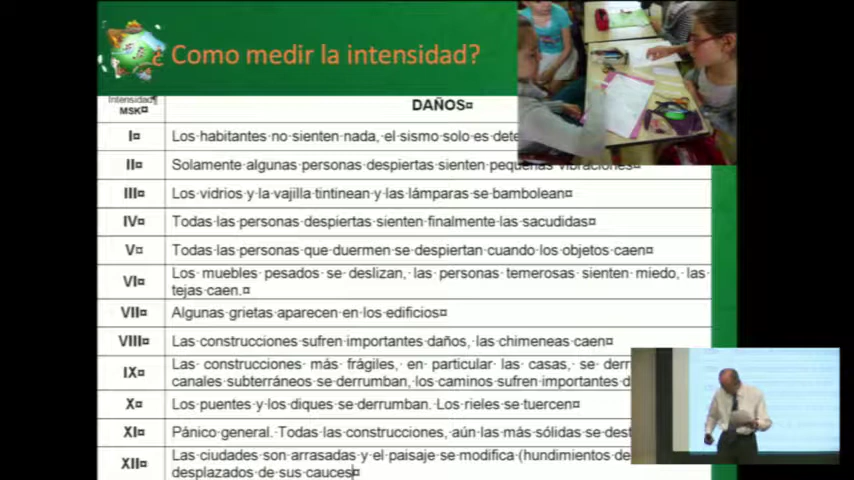 ¿ Como medir la intensidad?
Intensidad¶
MSK¤
DAÑOS¤
I¤
Los·habitantes·no·sienten·nada,·el·sismo·solo·es·
II¤
Solamente·algunas·personas·despiertas·sienten·pequeñas·vibraciones¤
III¤
Los·vidrios·y·la·vajilla·tintinean·y·las·lámparas·se·bambolean¤
IV¤
Todas·las·personas·despiertas·sienten·finalmente·las·sacudidas¤
V¤
Todas·las·personas·que·duermen·se·despiertan·cuando·los·objetos·caen¤
VI¤
Los· muebles· pesados· se· deslizan,· las· personas· temerosas· sienten· miedo,· las·
tejas·caen.¤
VII¤
Algunas·grietas·aparecen·en·los·edificios¤
VIII¤
Las·construcciones·sufren·importantes·daños,·las·chimeneas·caen¤
IX¤
Las· construcciones· más· frágiles,· en· particular· las· casas,· se·
canales·subterráneos·se·derrumban,·los·caminos·sufren·importantes·
X¤
Los·puentes·y·los·diques·se·derrumban.·Los·rieles·se·tuercen¤
XI¤
Pánico·general.·Todas·las·construcciones,·aún·las·más·sólidas·se·
XII¤
Las·ciudades·son·arrasadas·y·el·paisaje·se·modifica·(hundimientos·
desplazados·de·sus·cauces¤